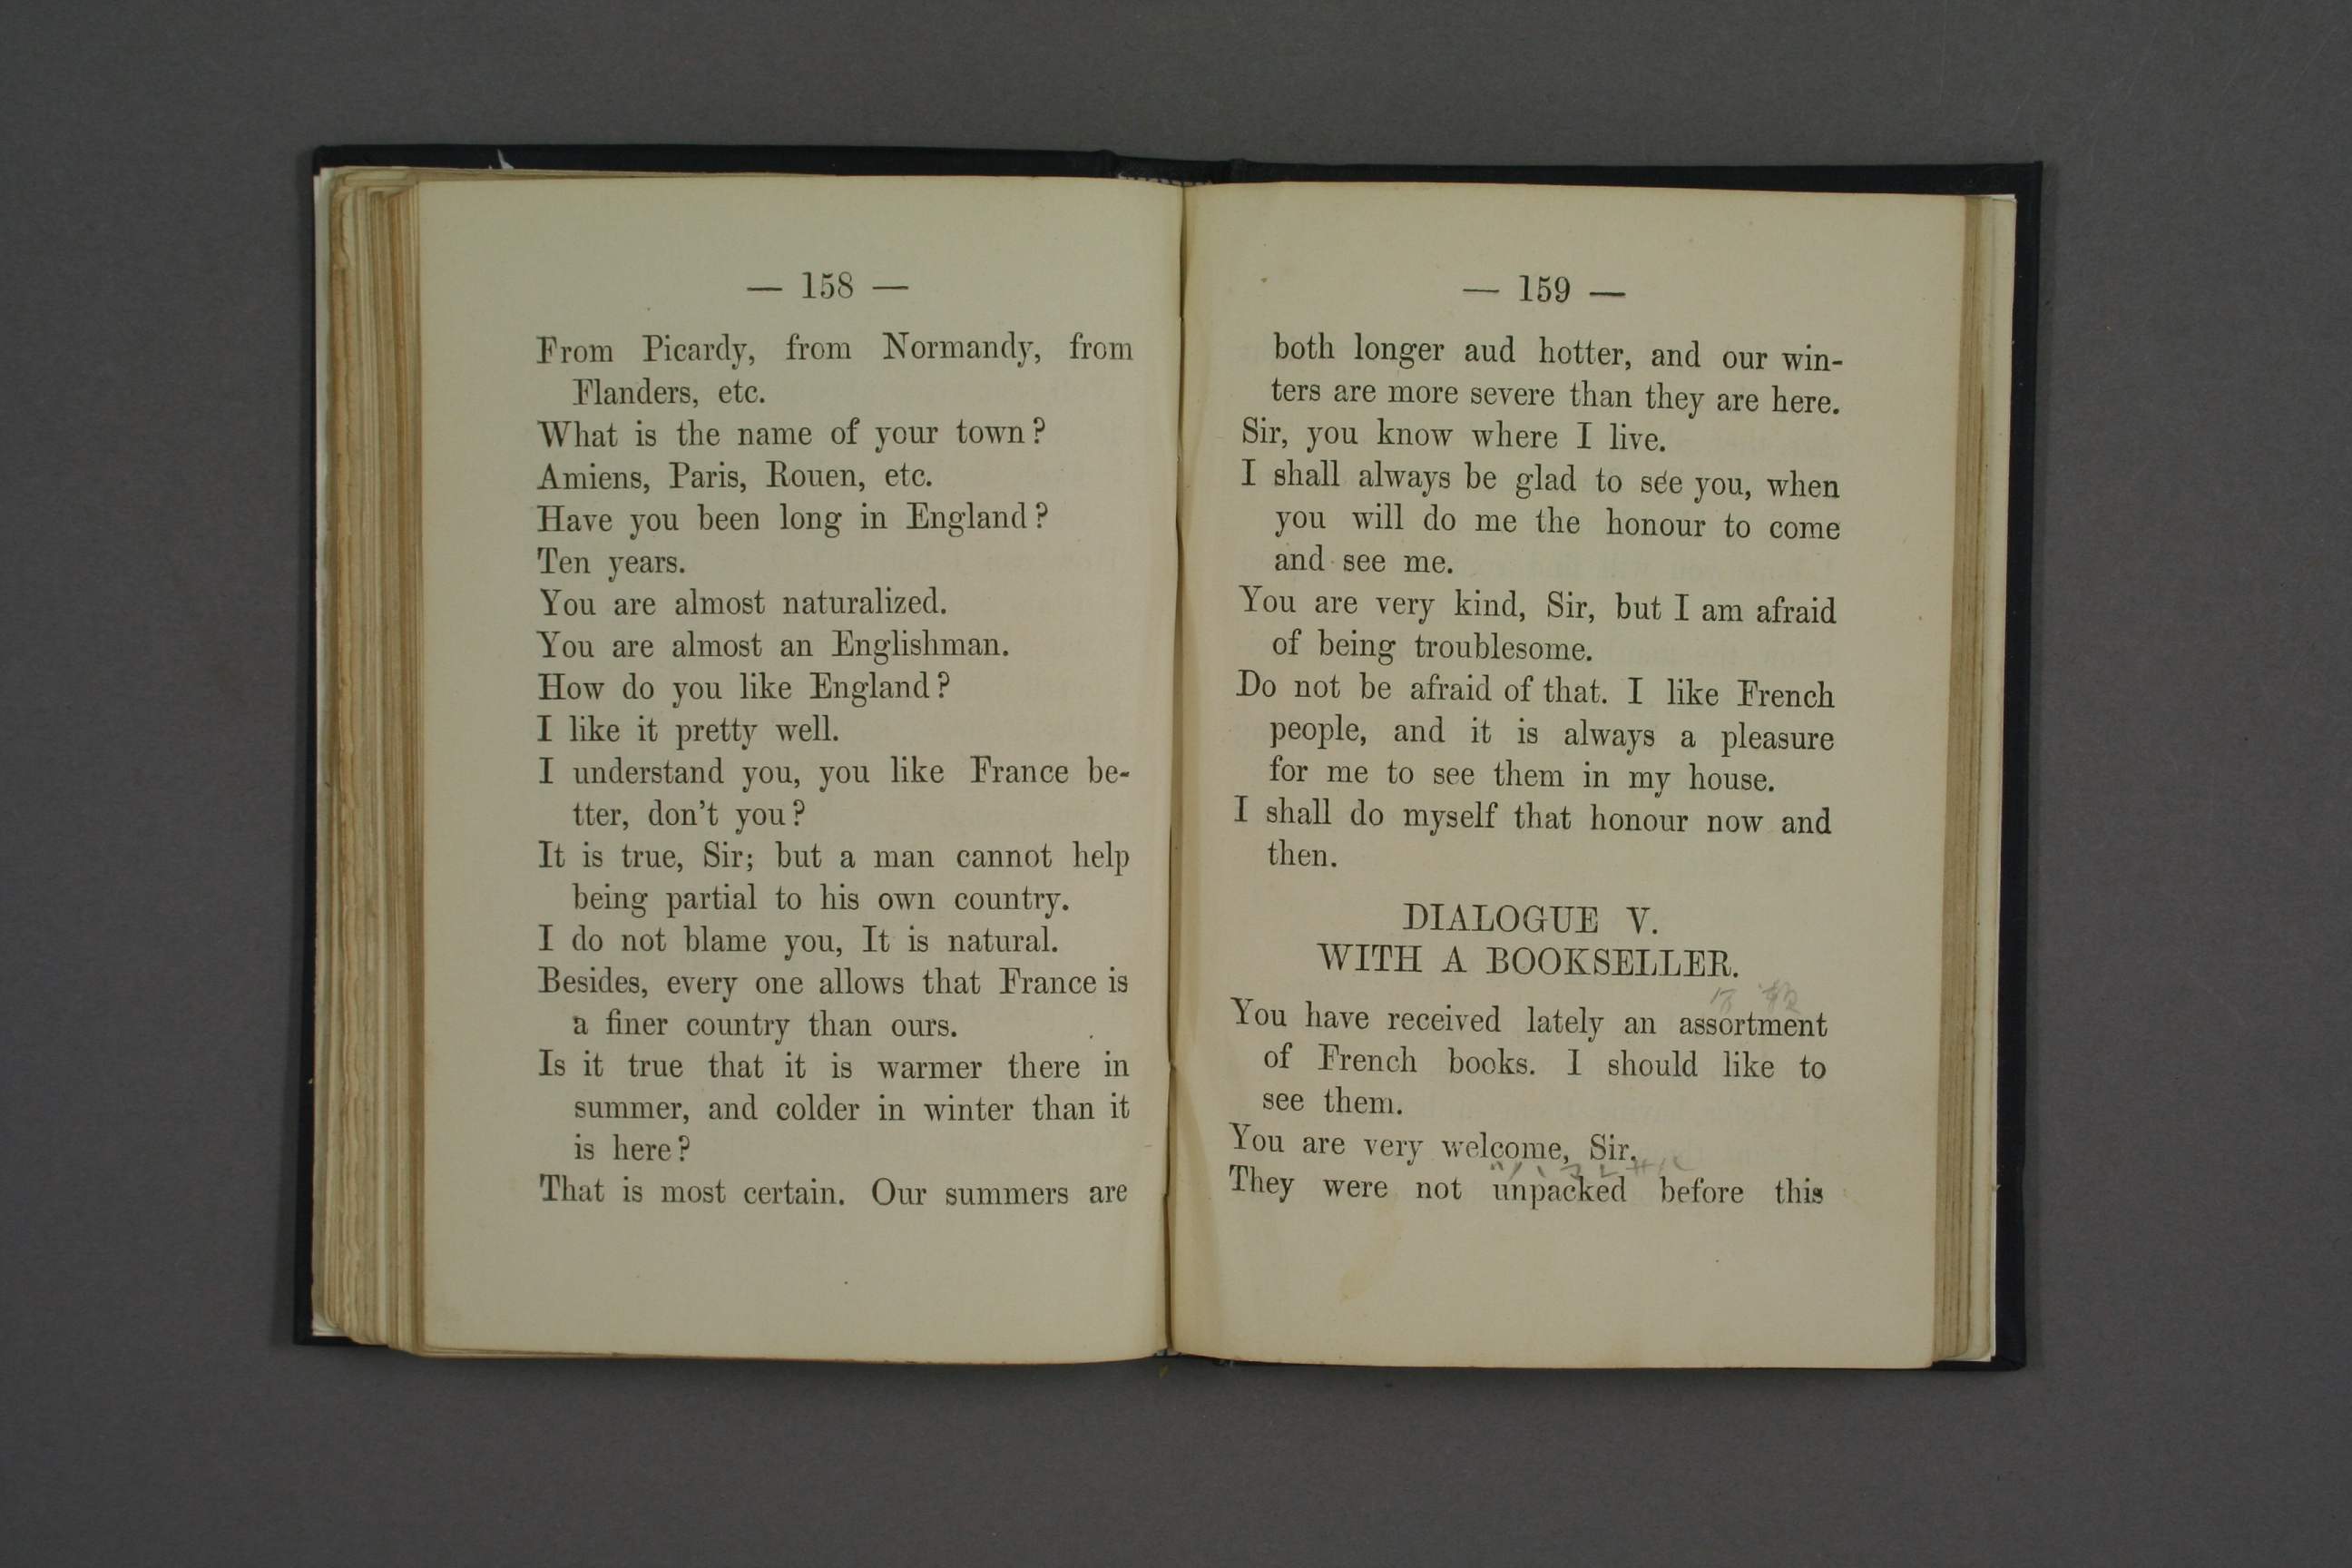 — 158 —
From Picardy, from Normandy, from
Flanders, etc.
What is the name of your town?
Amiens, Paris, Rouen, etc.
Have you been long in England?
Ten years.
You are almost naturalized.
You are almost an Englishman.
How do you like England?
I like it pretty well.
I understand you, you like France be-
tter, don't you?
It is true, Sir; but a man cannot help
being partial to his own country.
I do not blame you, It is natural.
Besides, every one allows that France is
a finer country than ours.
Is it true that it is warmer there in
summer, and colder in winter than it
is here?
That is most certain. Our summers are
— 159 —
both longer aud hotter, and our win-
ters are more severe than they are here.
Sir, you know where I live.
I shall always be glad to see you, when
you will do me the honour to come
and see me.
You are very kind, Sir, but I am afraid
of being troublesome.
Do not be afraid of that. I like French
people, and it is always a pleasure
for me to see them in my house.
I shall do myself that honour now and
then.
DIALOGUE V.
WITH A BOOKSELLER.
You have received lately an assortment
of French books. I should like to
see them.
You are very welcome, Sir.
They were not unpacked before this